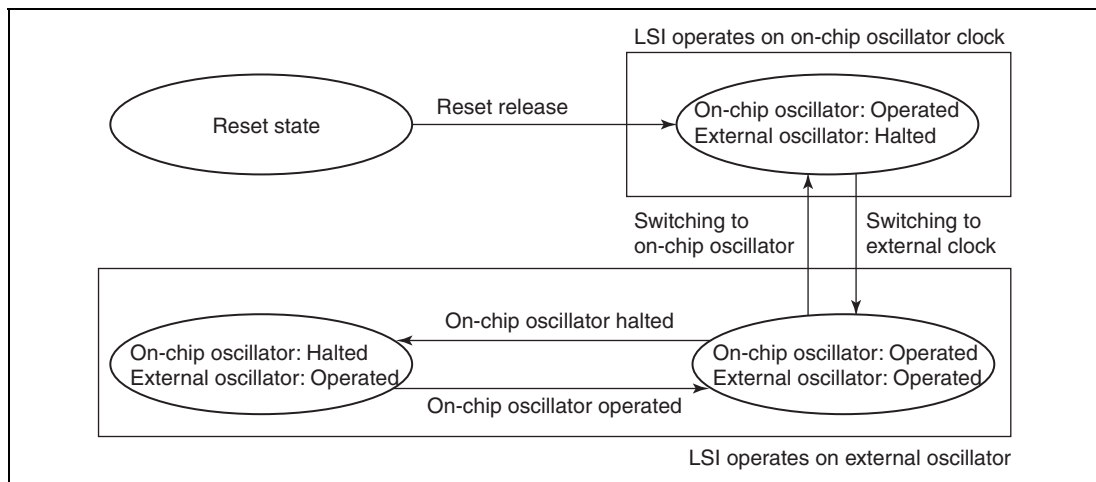 LSI operates on on-chip oscillator clock
Reset state
Reset release
On-chip oscillator: Operated
External oscillator: Halted
Switching to
on-chip oscillator
Switching to
external clock
On-chip oscillator halted
On-chip oscillator: Halted
External oscillator: Operated
On-chip oscillator: Operated
External oscillator: Operated
On-chip oscillator operated
LSI operates on external oscillator